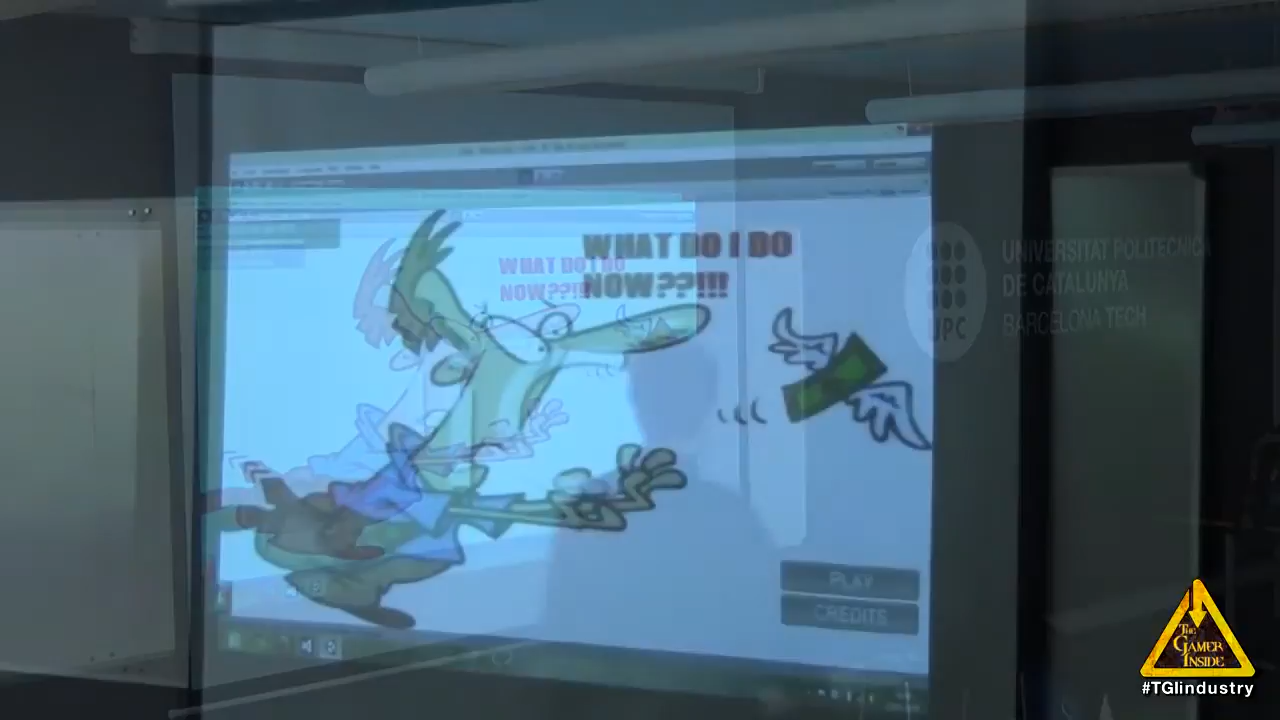 WHAT DO I DO
NOW??!!!
WHAT DO I DO
NOW??!!!
UNIVERSITAT POLITÈCNICA
DE CATALUNYA
BARCELONA TECH
UPC
PLAY
CREDITS
THE
GAMER
INSIDE
#TGIindustry